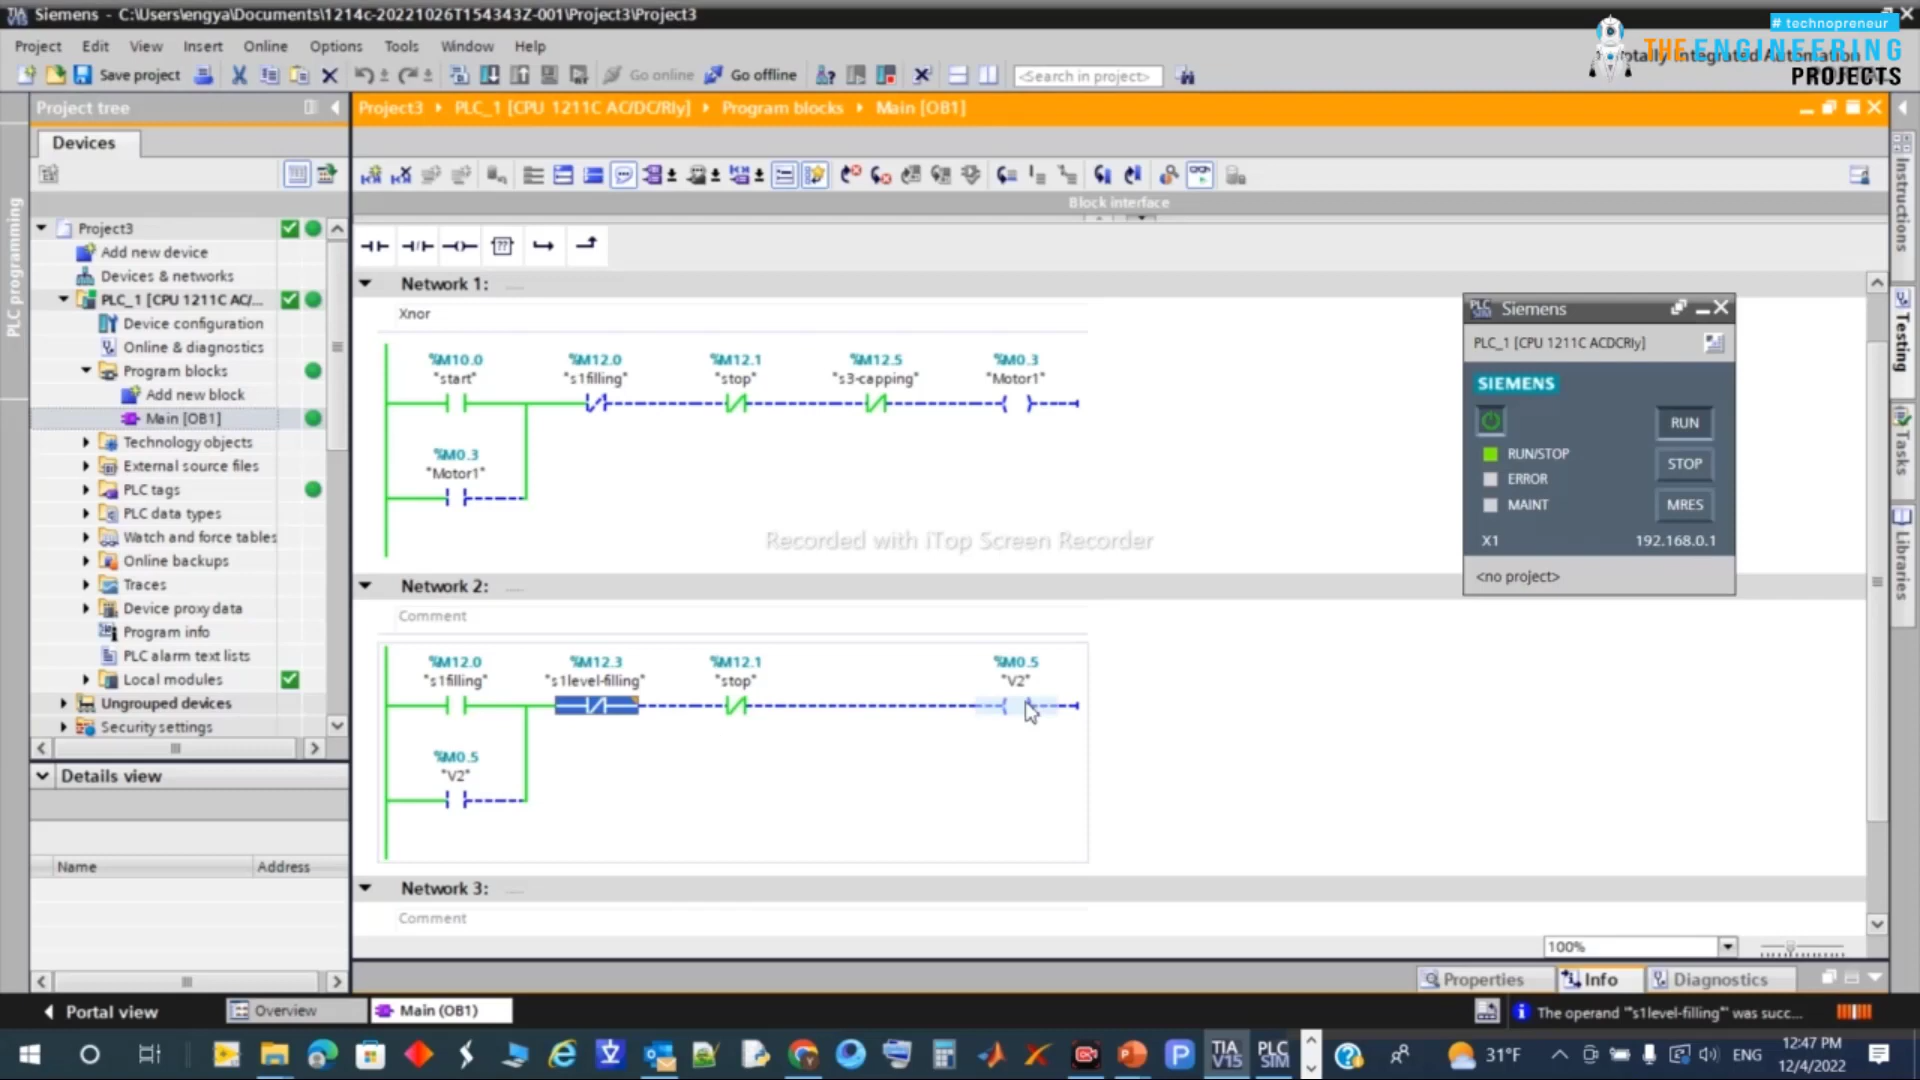 Siemens - C:\Users\engya\Documents\1214c-20221026T154343Z-001\Project3\Project3
# technopreneur
THE ENGINEERING
PROJECTS
Totally Integrated Automation
Project Edit View Insert Online Options Tools Window Help
Save project
Go online
Go offline
<Search in project>
Project tree
Project3 PLC_1 [CPU 1211C AC/DC/Rly] Program blocks Main [OB1]
Devices
PLC programming
Block interface
Project3
Add new device
Devices & networks
PLC_1 [CPU 1211C AC/...
Device configuration
Online & diagnostics
Program blocks
Add new block
Main [OB1]
Technology objects
External source files
PLC tags
PLC data types
Watch and force tables
Online backups
Traces
Device proxy data
Program info
PLC alarm text lists
Local modules
Ungrouped devices
Security settings
Details view
Name Address
Network 1: .....
Xnor
%M10.0 %M12.0 %M12.1 %M12.5 %M0.3
"start" "s1filling" "stop" "s3-capping" "Motor1"
%M0.3
"Motor1"
Recorded with iTop Screen Recorder
Network 2: .....
Comment
%M12.0 %M12.3 %M12.1 %M0.5
"s1filling" "s1level-filling" "stop" "V2"
%M0.5
"V2"
Network 3: .....
Comment
100%
Siemens
PLC_1 [CPU 1211C ACDCRly]
SIEMENS
RUN
RUN/STOP
STOP
ERROR
MAINT
MRES
X1 192.168.0.1
<no project>
Instructions
Testing
Tasks
Libraries
Properties Info Diagnostics
Portal view Overview Main (OB1)
The operand '"s1level-filling"' was succ...
TIA V15
PLC SIM
31°F
ENG
12:47 PM
12/4/2022